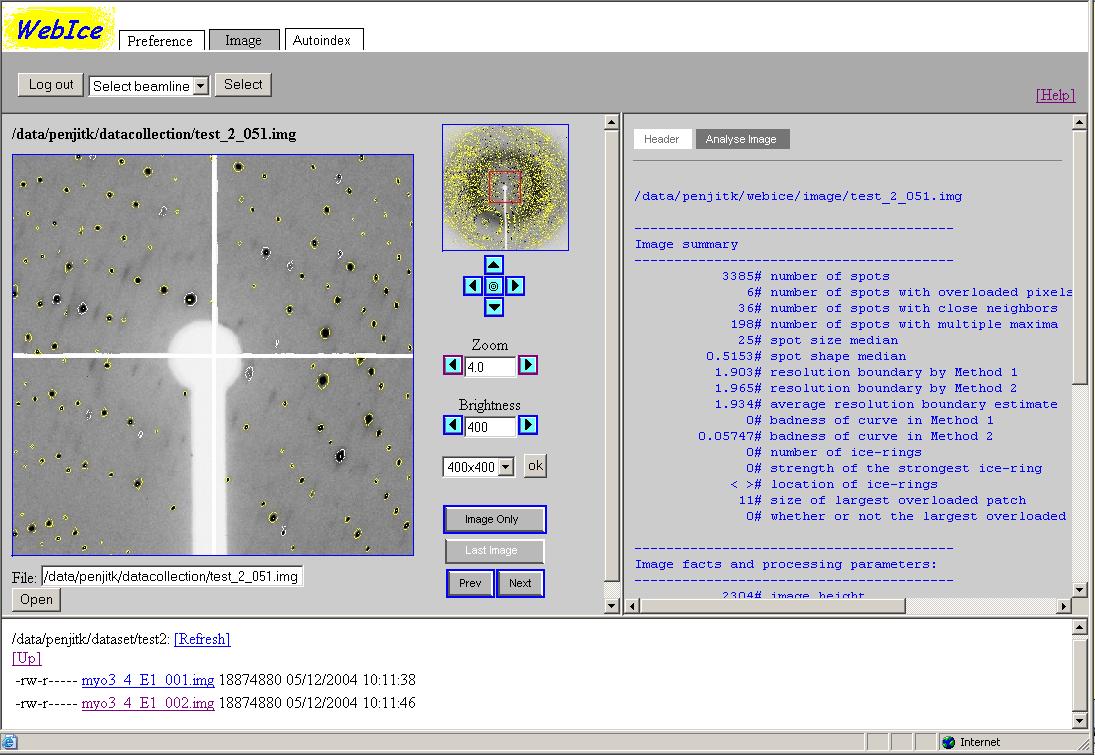 WebIce
Preference Image Autoindex
Log out Select beamline Select
[Help]
/data/penjitk/datacollection/test_2_051.img
Zoom
4.0
Brightness
400
400x400 ok
Image Only
Last Image
Prev Next
File: /data/penjitk/datacollection/test_2_051.img
Open
Header Analyse Image
/data/penjitk/webice/image/test_2_051.img
----------------------------------------
Image summary
----------------------------------------
3385# number of spots
6# number of spots with overloaded pixels
36# number of spots with close neighbors
198# number of spots with multiple maxima
25# spot size median
0.5153# spot shape median
1.903# resolution boundary by Method 1
1.965# resolution boundary by Method 2
1.934# average resolution boundary estimate
0# badness of curve in Method 1
0.05747# badness of curve in Method 2
0# number of ice-rings
0# strength of the strongest ice-ring
< ># location of ice-rings
11# size of largest overloaded patch
0# whether or not the largest overloaded
----------------------------------------
Image facts and processing parameters:
----------------------------------------
2304# image height
/data/penjitk/dataset/test2: [Refresh]
[Up]
-rw-r----- myo3_4_E1_001.img 18874880 05/12/2004 10:11:38
-rw-r----- myo3_4_E1_002.img 18874880 05/12/2004 10:11:46
Internet